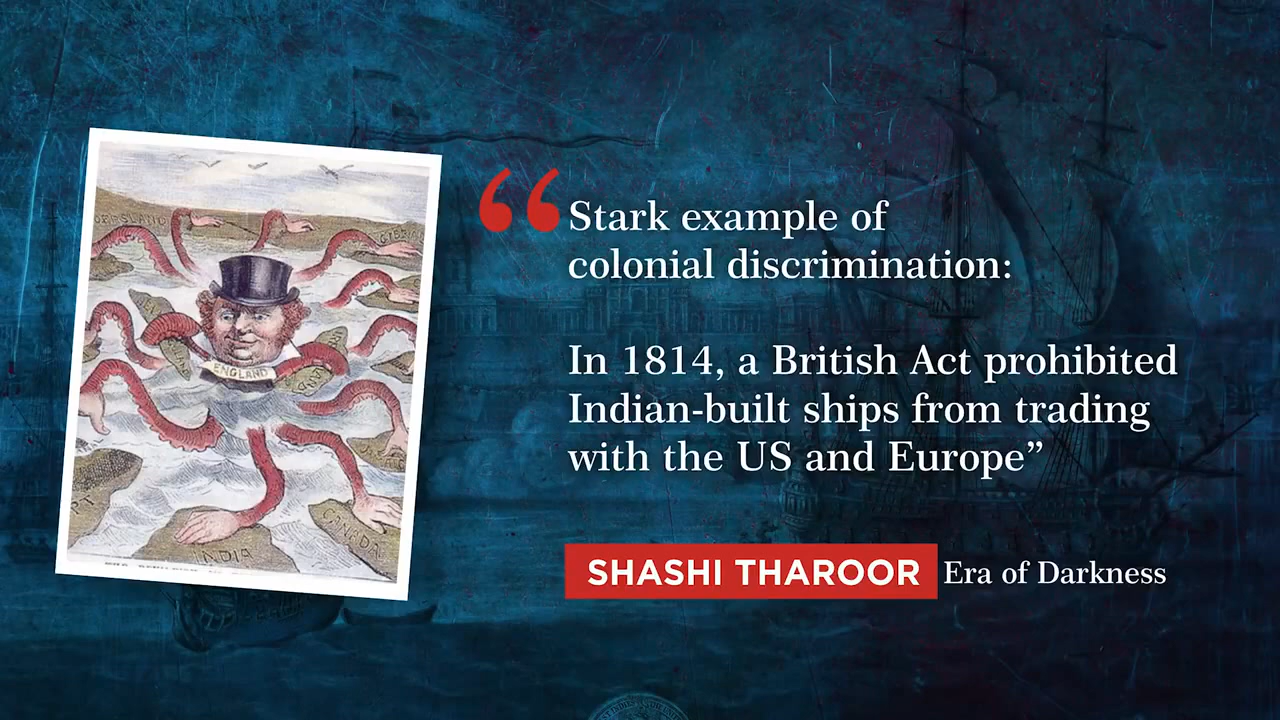 “Stark example of
colonial discrimination:
In 1814, a British Act prohibited
Indian-built ships from trading
with the US and Europe”
SHASHI THAROOR Era of Darkness
ENGLAND
INDIA
CANADA